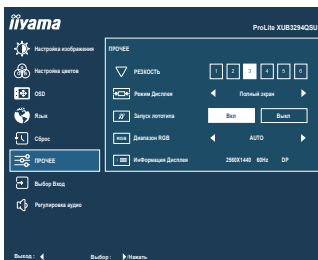 iiyama
ProLite XUB3294QSU
Настройка изображения
Настройка цветов
OSD
Язык
Сброс
ПРОЧЕЕ
Выбор Вход
Регулировка аудио
ПРОЧЕЕ
РЕЗКОСТЬ 1 2 3 4 5 6
Режим Дисплея Полный экран
Запуск логотипа Вкл Выкл
RGB Диапазон RGB AUTO
ИнФормация Дисплея 2560X1440 60Hz DP
Выход : Выбор : /Нажать